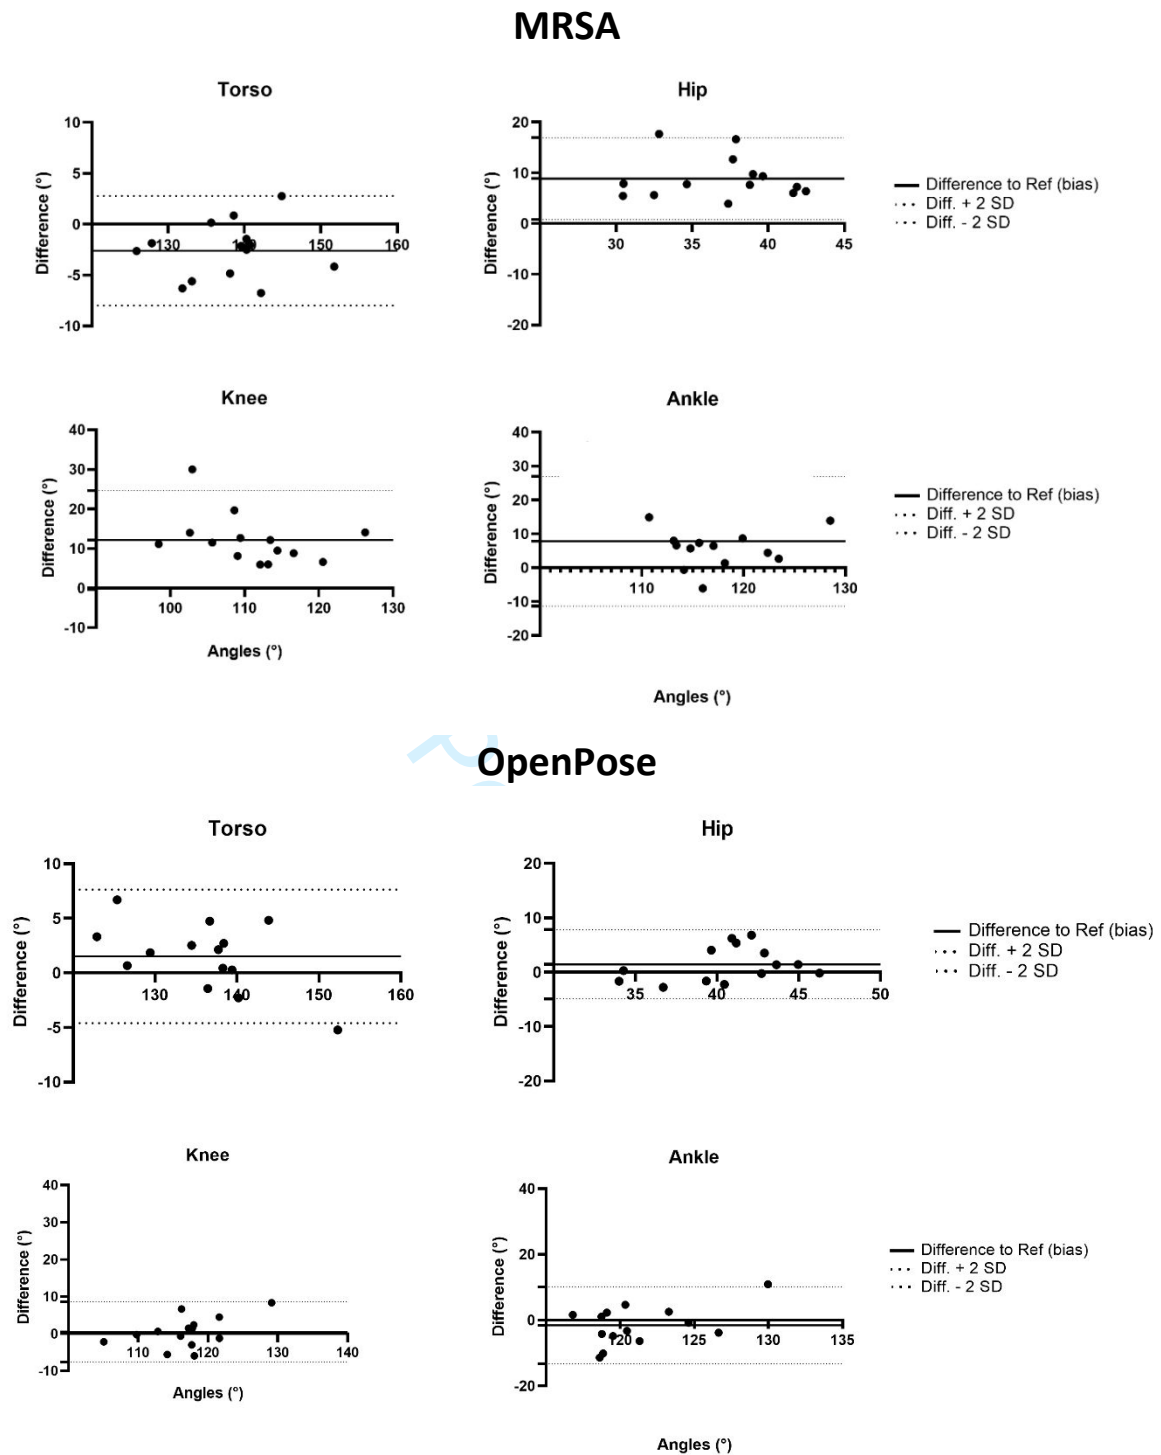 MRSA
Torso
Hip
10
5
0
-5
-10
130
140
150
160
Difference (°)
20
10
0
-10
-20
30
35
40
45
Difference (°)
Difference to Ref (bias)
Diff. + 2 SD
Diff. - 2 SD
Knee
Ankle
40
30
20
10
0
-10
100
110
120
130
Difference (°)
Angles (°)
40
30
20
10
0
-10
-20
110
120
130
Difference (°)
Angles (°)
Difference to Ref (bias)
Diff. + 2 SD
Diff. - 2 SD
OpenPose
Torso
Hip
10
5
0
-5
-10
130
140
150
160
Difference (°)
20
10
0
-10
-20
35
40
45
50
Difference (°)
Difference to Ref (bias)
Diff. + 2 SD
Diff. - 2 SD
Knee
Ankle
40
30
20
10
0
-10
110
120
130
140
Difference (°)
Angles (°)
40
20
0
-20
120
125
130
135
Difference (°)
Angles (°)
Difference to Ref (bias)
Diff. + 2 SD
Diff. - 2 SD